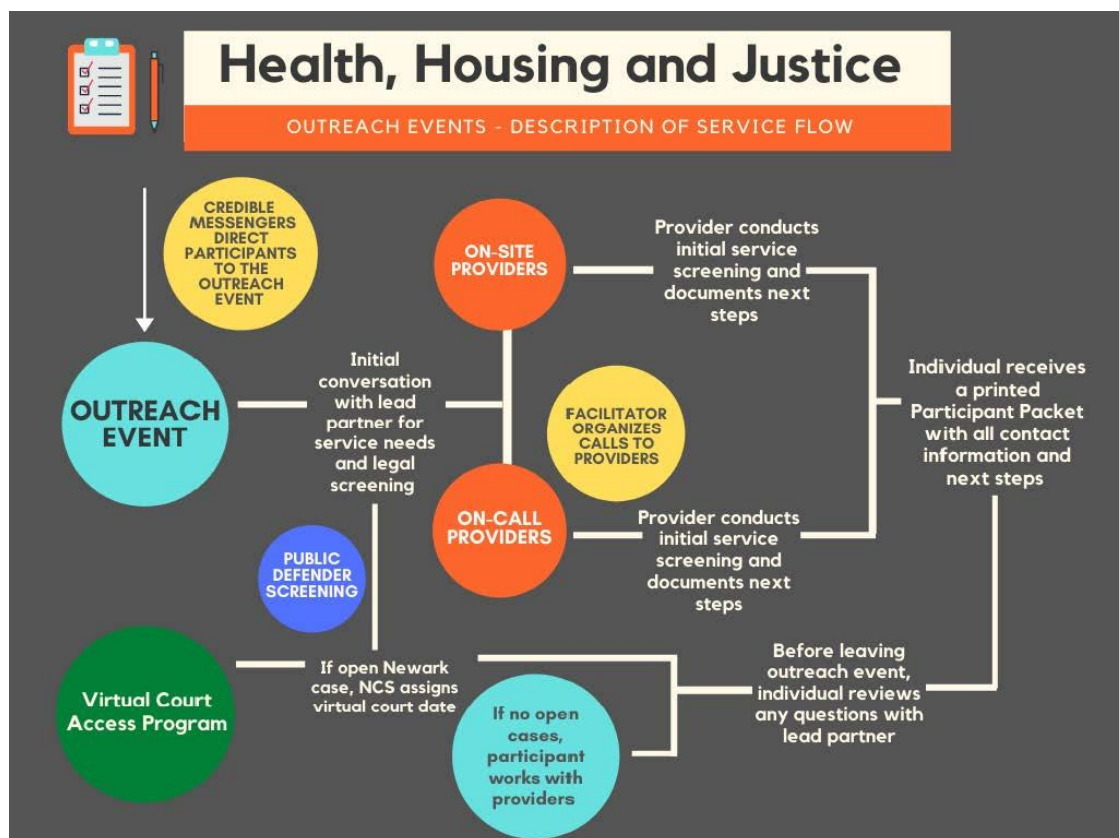 Health, Housing and Justice
OUTREACH EVENTS - DESCRIPTION OF SERVICE FLOW
CREDIBLE
MESSENGERS
DIRECT
PARTICIPANTS
TO THE
OUTREACH
EVENT
OUTREACH
EVENT
Initial
conversation
with lead
partner for
service needs
and legal
screening
ON-SITE
PROVIDERS
Provider conducts
initial service
screening and
documents next
steps
FACILITATOR
ORGANIZES
CALLS TO
PROVIDERS
ON-CALL
PROVIDERS
Provider conducts
initial service
screening and
documents next
steps
Individual receives
a printed
Participant Packet
with all contact
information and
next steps
PUBLIC
DEFENDER
SCREENING
Virtual Court
Access Program
If open Newark
case, NCS assigns
virtual court date
If no open
cases,
participant
works with
providers
Before leaving
outreach event,
individual reviews
any questions with
lead partner